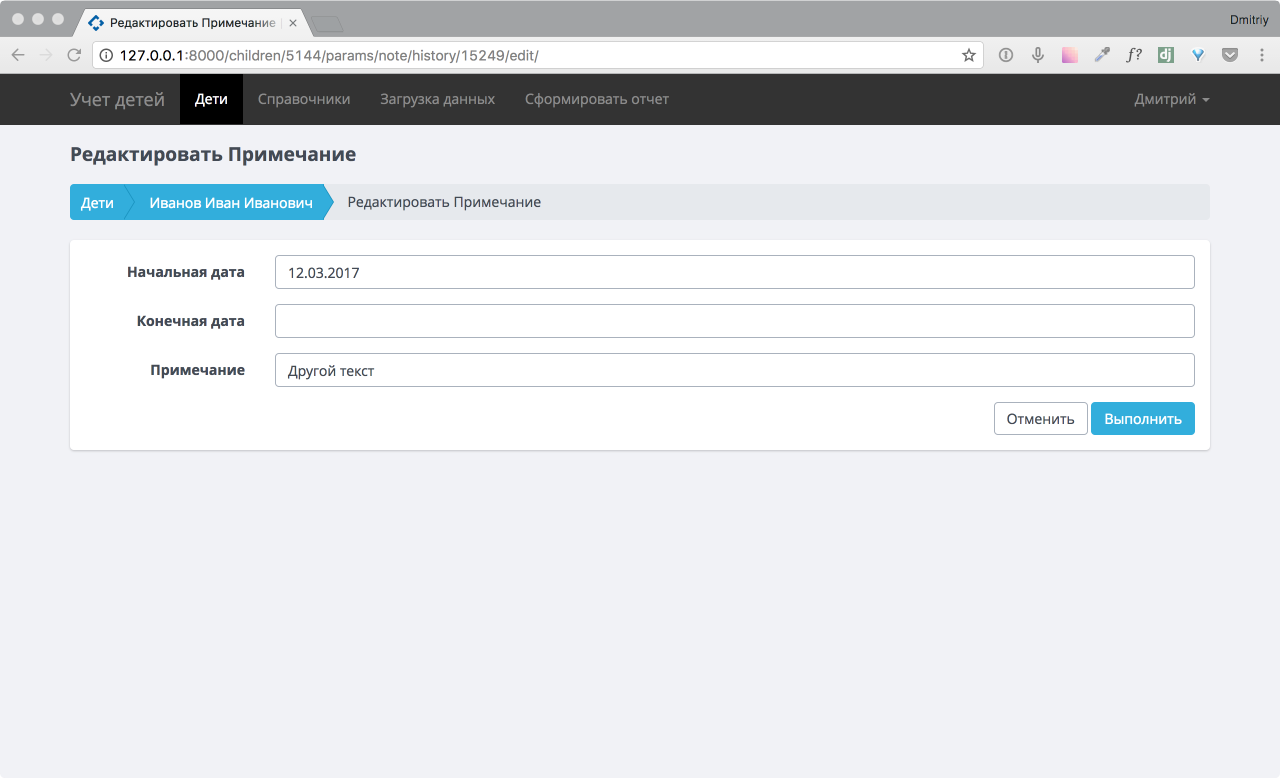 Dmitriy
Редактировать Примечание
127.0.0.1:8000/children/5144/params/note/history/15249/edit/
f?
dj
Учет детей Дети Справочники Загрузка данных Сформировать отчет Дмитрий
Редактировать Примечание
Дети Иванов Иван Иванович Редактировать Примечание
Начальная дата 12.03.2017
Конечная дата
Примечание Другой текст
Отменить Выполнить